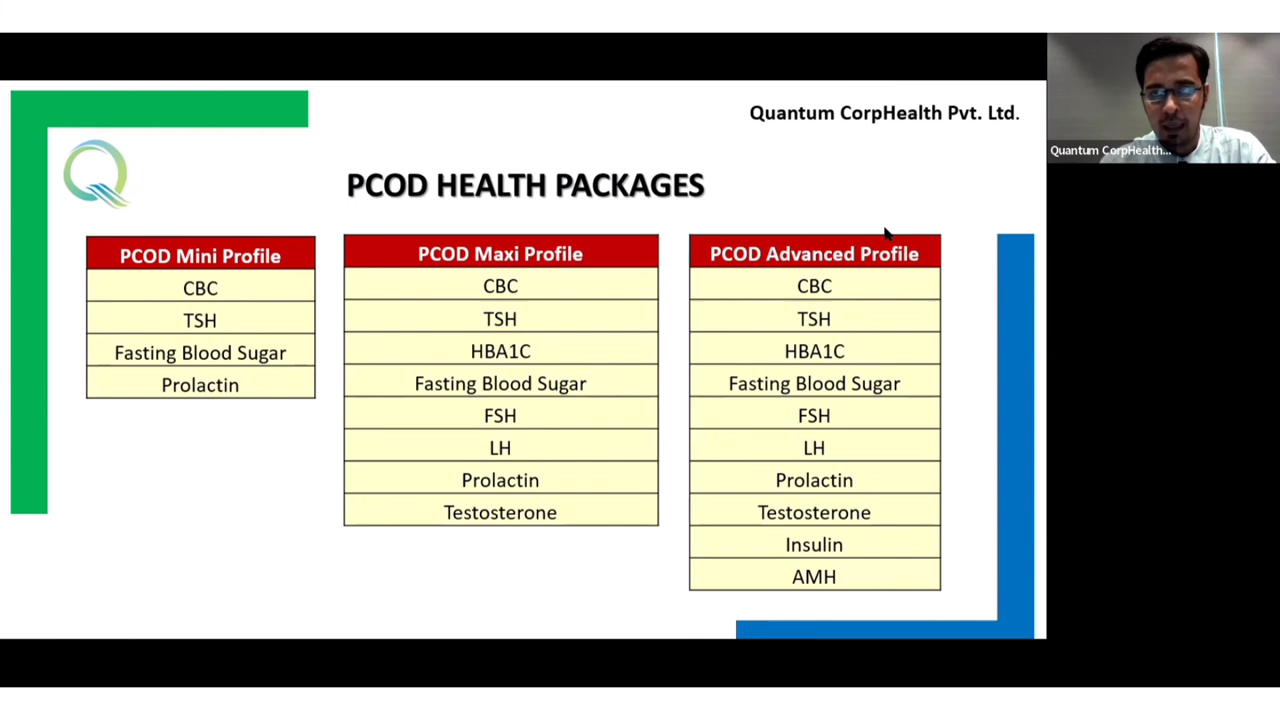 Quantum CorpHealth Pvt. Ltd.
Quantum CorpHealth...
PCOD HEALTH PACKAGES
PCOD Mini Profile
CBC
TSH
Fasting Blood Sugar
Prolactin
PCOD Maxi Profile
CBC
TSH
HBA1C
Fasting Blood Sugar
FSH
LH
Prolactin
Testosterone
PCOD Advanced Profile
CBC
TSH
HBA1C
Fasting Blood Sugar
FSH
LH
Prolactin
Testosterone
Insulin
AMH